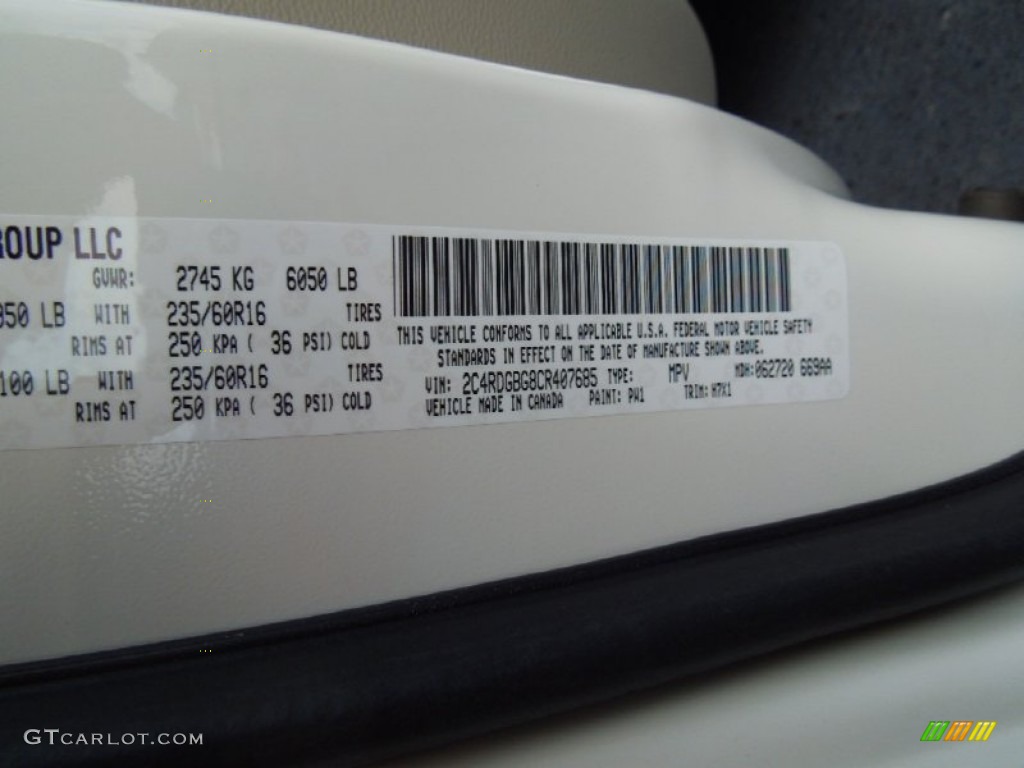 ROUP LLC
GVWR: 2745 KG 6050 LB
050 LB WITH 235/60R16 TIRES
RIMS AT 250 KPA ( 36 PSI) COLD
100 LB WITH 235/60R16 TIRES
RIMS AT 250 KPA ( 36 PSI) COLD
THIS VEHICLE CONFORMS TO ALL APPLICABLE U.S.A. FEDERAL MOTOR VEHICLE SAFETY
STANDARDS IN EFFECT ON THE DATE OF MANUFACTURE SHOWN ABOVE.
VIN: 2C4RDGBG8CR407685 TYPE: MPV MDH:062720 669AA
VEHICLE MADE IN CANADA PAINT: PW1 TRIM: H7X1
GTCARLOT.COM